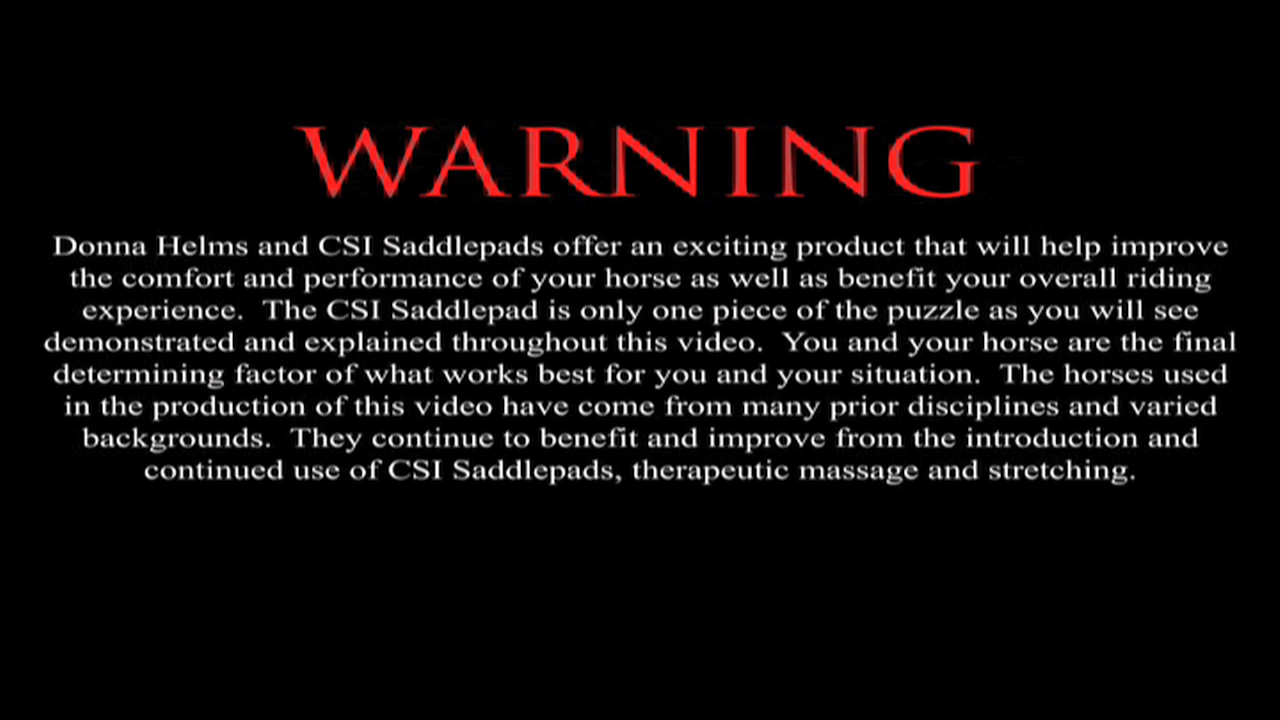 WARNING
Donna Helms and CSI Saddlepads offer an exciting product that will help improve
the comfort and performance of your horse as well as benefit your overall riding
experience.  The CSI Saddlepad is only one piece of the puzzle as you will see
demonstrated and explained throughout this video.  You and your horse are the final
determining factor of what works best for you and your situation.  The horses used
in the production of this video have come from many prior disciplines and varied
backgrounds.  They continue to benefit and improve from the introduction and
continued use of CSI Saddlepads, therapeutic massage and stretching.